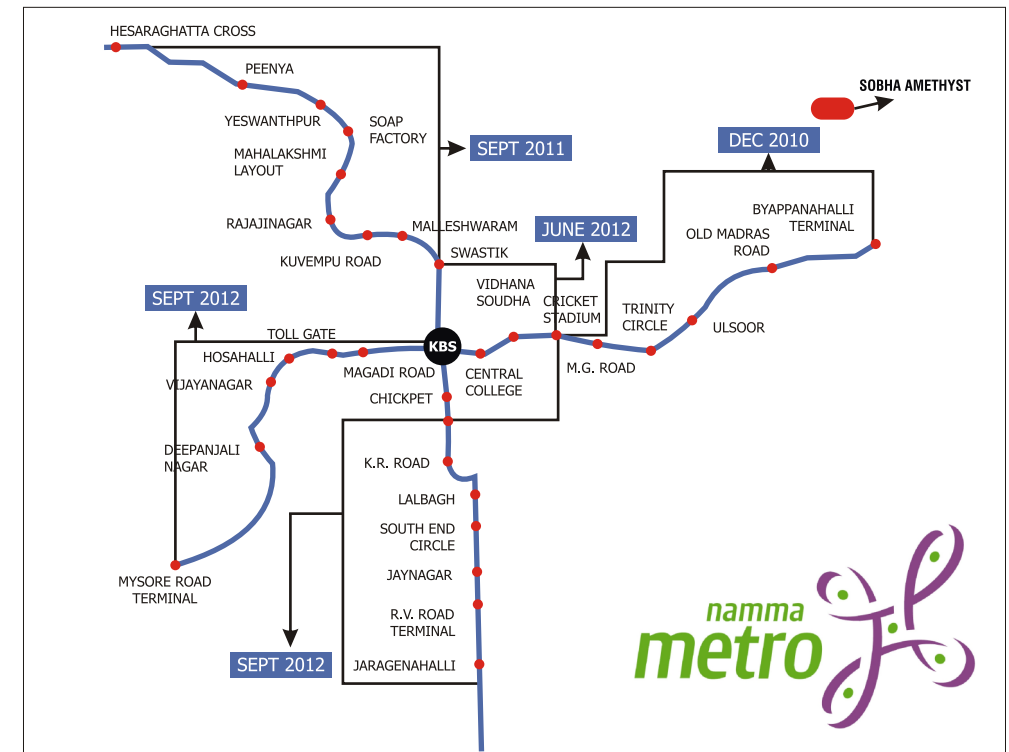 HESARAGHATTA CROSS
PEENYA
SOBHA AMETHYST
YESWANTHPUR
SOAP
FACTORY
DEC 2010
SEPT 2011
MAHALAKSHMI
LAYOUT
BYAPPANAHALLI
TERMINAL
RAJAJINAGAR
MALLESHWARAM
JUNE 2012
OLD MADRAS
ROAD
KUVEMPU ROAD
SWASTIK
VIDHANA
SOUDHA
SEPT 2012
CRICKET
STADIUM
TRINITY
CIRCLE
ULSOOR
TOLL GATE
HOSAHALLI
KBS
M.G. ROAD
MAGADI ROAD
CENTRAL
COLLEGE
VIJAYANAGAR
CHICKPET
DEEPANJALI
NAGAR
K.R. ROAD
LALBAGH
SOUTH END
CIRCLE
MYSORE ROAD
TERMINAL
JAYNAGAR
R.V. ROAD
TERMINAL
SEPT 2012
JARAGENAHALLI
namma
metro